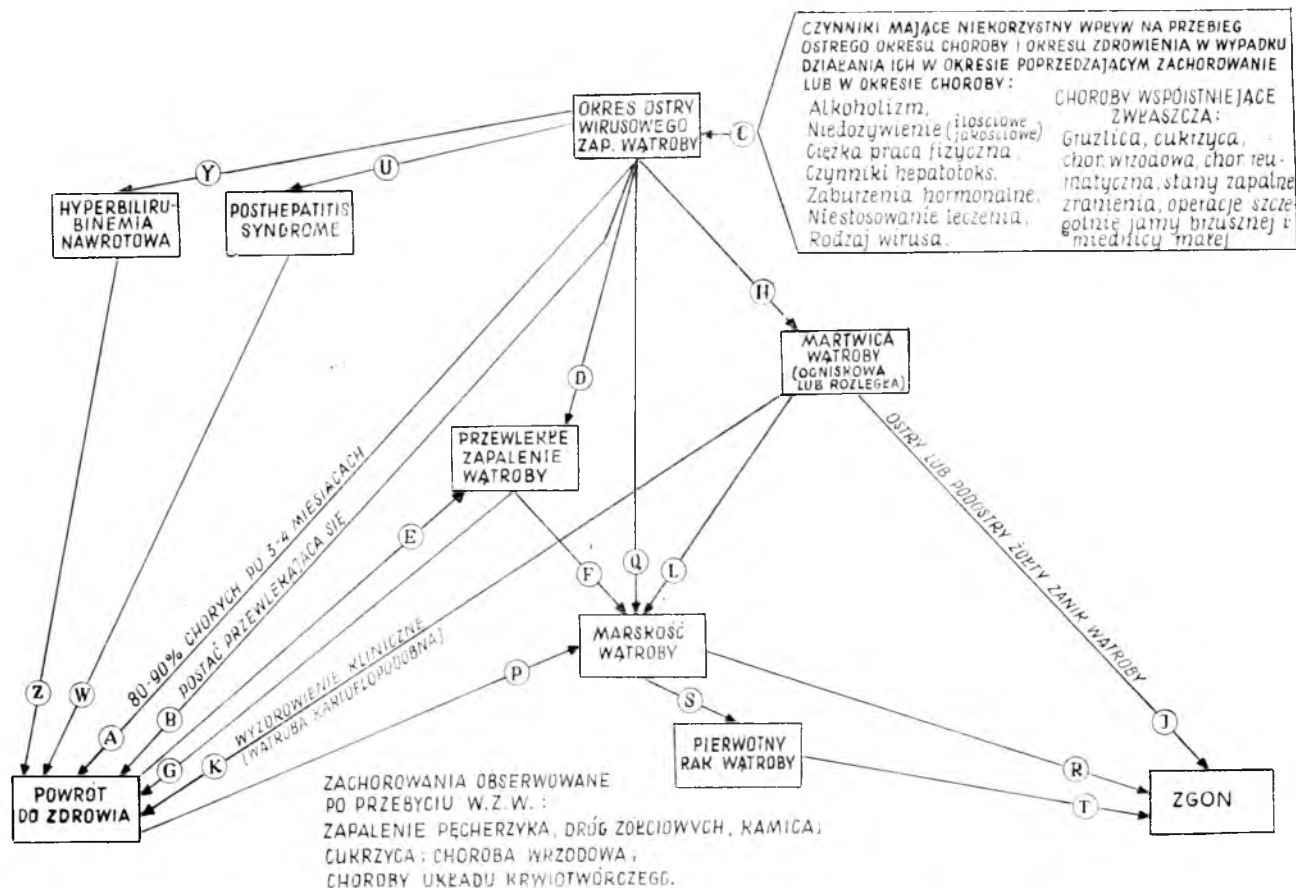 CZYNNIKI MAJĄCE NIEKORZYSTNY WPŁYW NA PRZEBIEG
OSTREGO OKRESU CHOROBY I OKRESU ZDROWIENIA W WYPADKU
DZIAŁANIA ICH W OKRESIE POPRZEDZAJĄCYM ZACHOROWANIE
LUB W OKRESIE CHOROBY:
Alkoholizm,
Niedożywienie (ilościowe jakościowe)
Ciężka praca fizyczna,
Czynniki hepatotoks.
Zaburzenia hormonalne,
Niestosowanie leczenia,
Rodzaj wirusa.
CHOROBY WSPÓŁISTNIEJĄCE
ZWŁASZCZA:
Gruźlica, cukrzyca,
chor. wrzodowa, chor. reu-
matyczna, stany zapalne,
zranienia, operacje szcze-
gólnie jamy brzusznej i
miednicy małej
OKRES OSTRY
WIRUSOWEGO
ZAP. WĄTROBY
C
Y
U
HYPERBILIRU-
BINEMIA
NAWROTOWA
POSTHEPATITIS
SYNDROME
H
MARTWICA
WĄTROBY
(OGNISKOWA
LUB ROZLEGŁA)
D
PRZEWLEKŁE
ZAPALENIE
WĄTROBY
OSTRY LUB PODOSTRY ŻÓŁTY ZANIK WĄTROBY
80-90% CHORYCH PO 3-4 MIESIĄCACH
POSTAĆ PRZEWLEKAJĄCA SIĘ
E
F
Q
L
WYZDROWIENIE KLINICZNE
[WĄTROBA KARTOFLOPODOBNA]
MARSKOŚĆ
WĄTROBY
P
Z
W
A
B
G
K
S
J
PIERWOTNY
RAK WĄTROBY
R
T
POWRÓT
DO ZDROWIA
ZGON
ZACHOROWANIA OBSERWOWANE
PO PRZEBYCIU W.Z.W.:
ZAPALENIE PĘCHERZYKA, DRÓG ŻÓŁCIOWYCH, KAMICA;
CUKRZYCA; CHOROBA WRZODOWA;
CHOROBY UKŁADU KRWIOTWÓRCZEGO.